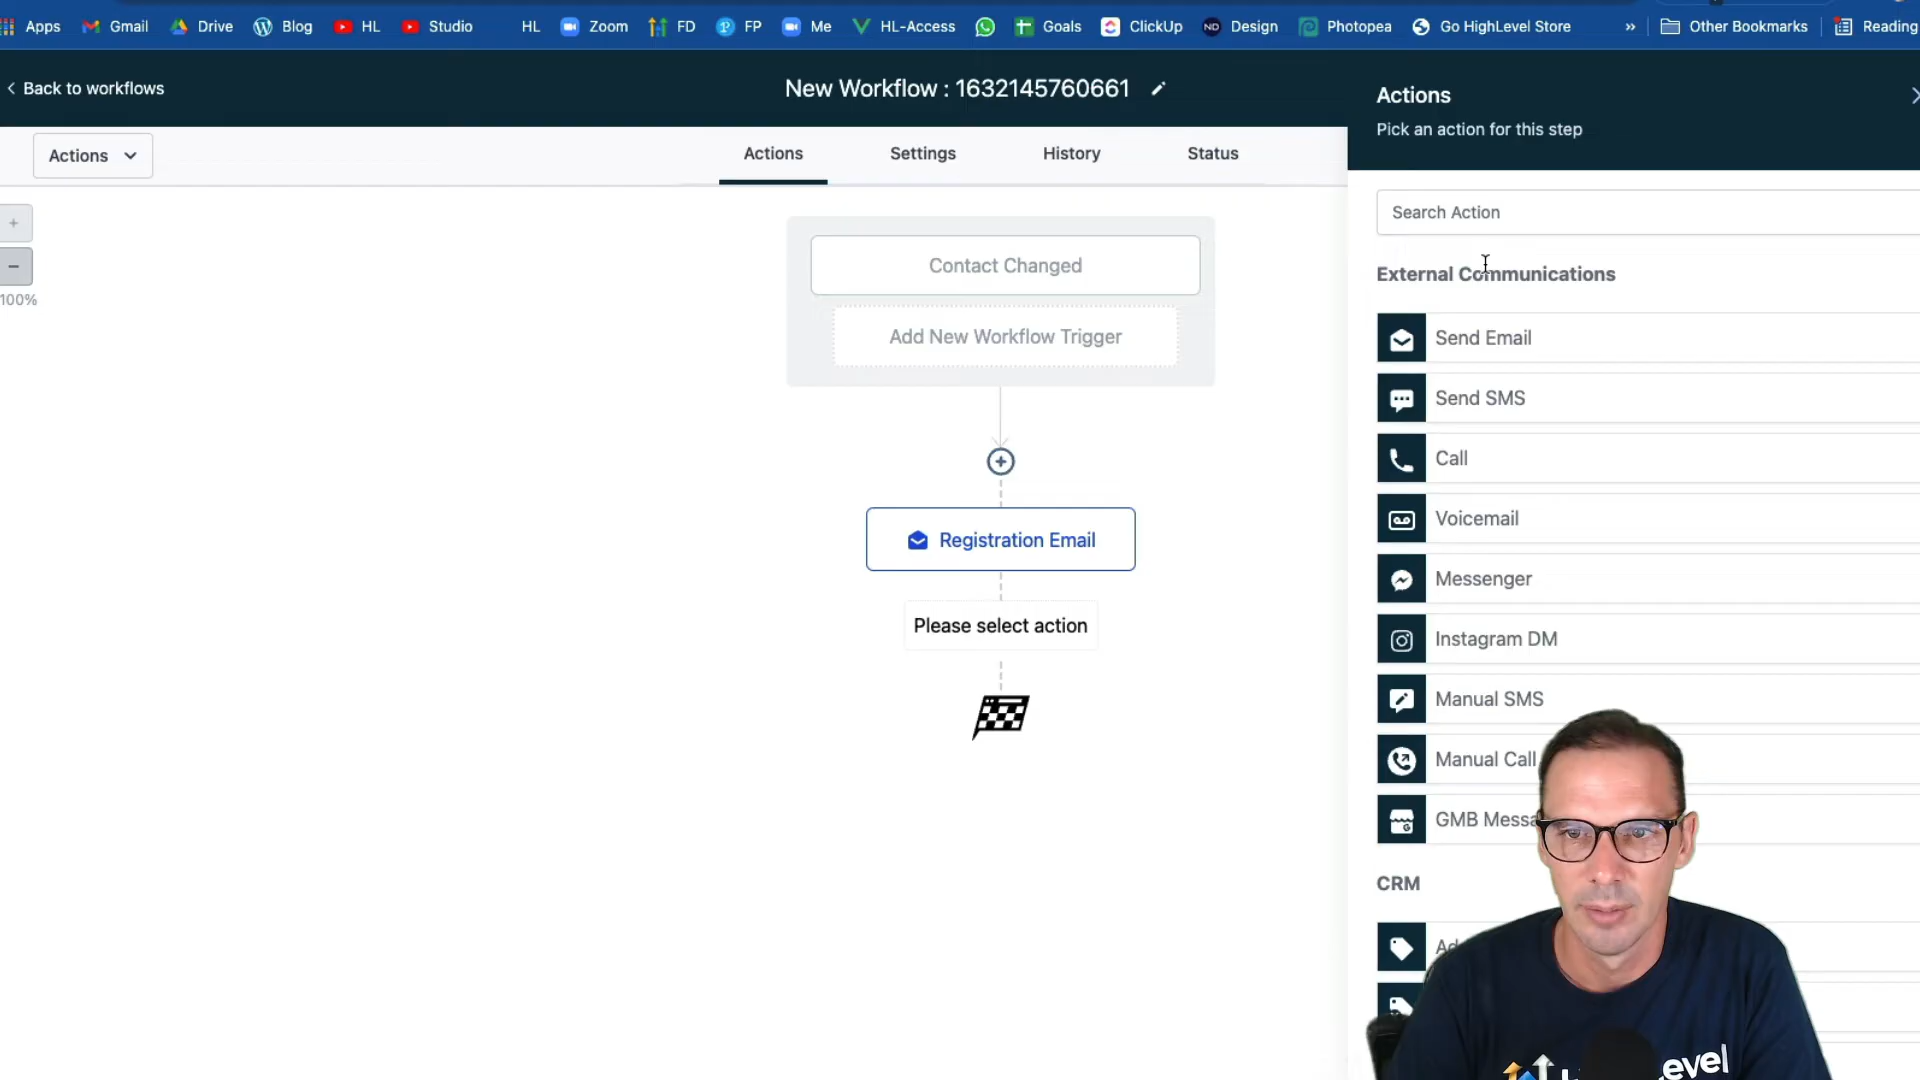 Apps Gmail Drive Blog HL Studio HL Zoom FD FP Me HL-Access Goals ClickUp ND Design Photopea Go HighLevel Store » Other Bookmarks Reading
Back to workflows
New Workflow : 1632145760661
Actions
Pick an action for this step
Actions
Actions Settings History Status
+
−
100%
Contact Changed
Add New Workflow Trigger
Registration Email
Please select action
Search Action
External Communications
Send Email
Send SMS
Call
Voicemail
Messenger
Instagram DM
Manual SMS
Manual Call
GMB
CRM